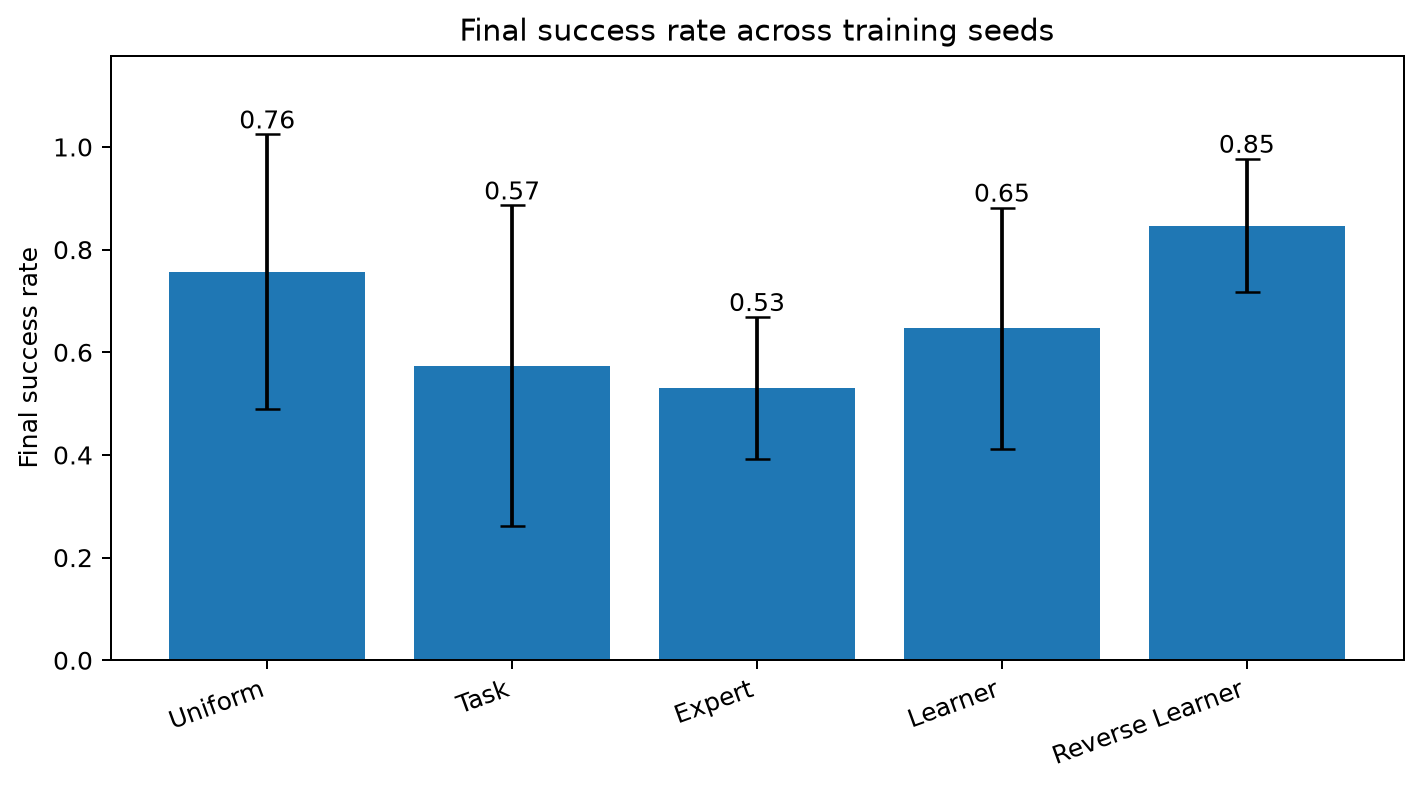 Final success rate across training seeds
Final success rate
1.0
0.8
0.6
0.4
0.2
0.0
0.76
0.57
0.53
0.65
0.85
Uniform
Task
Expert
Learner
Reverse Learner